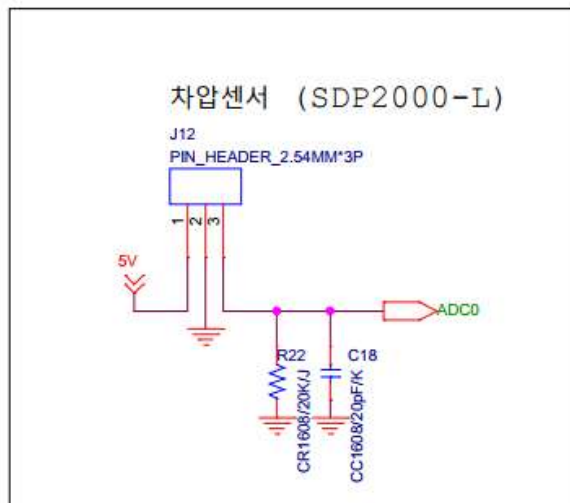 차압센서 (SDP2000-L)
J12
PIN_HEADER_2.54MM*3P
1
2
3
5V
ADC0
R22
CR1608/20K/J
C18
CC1608/20pF/K